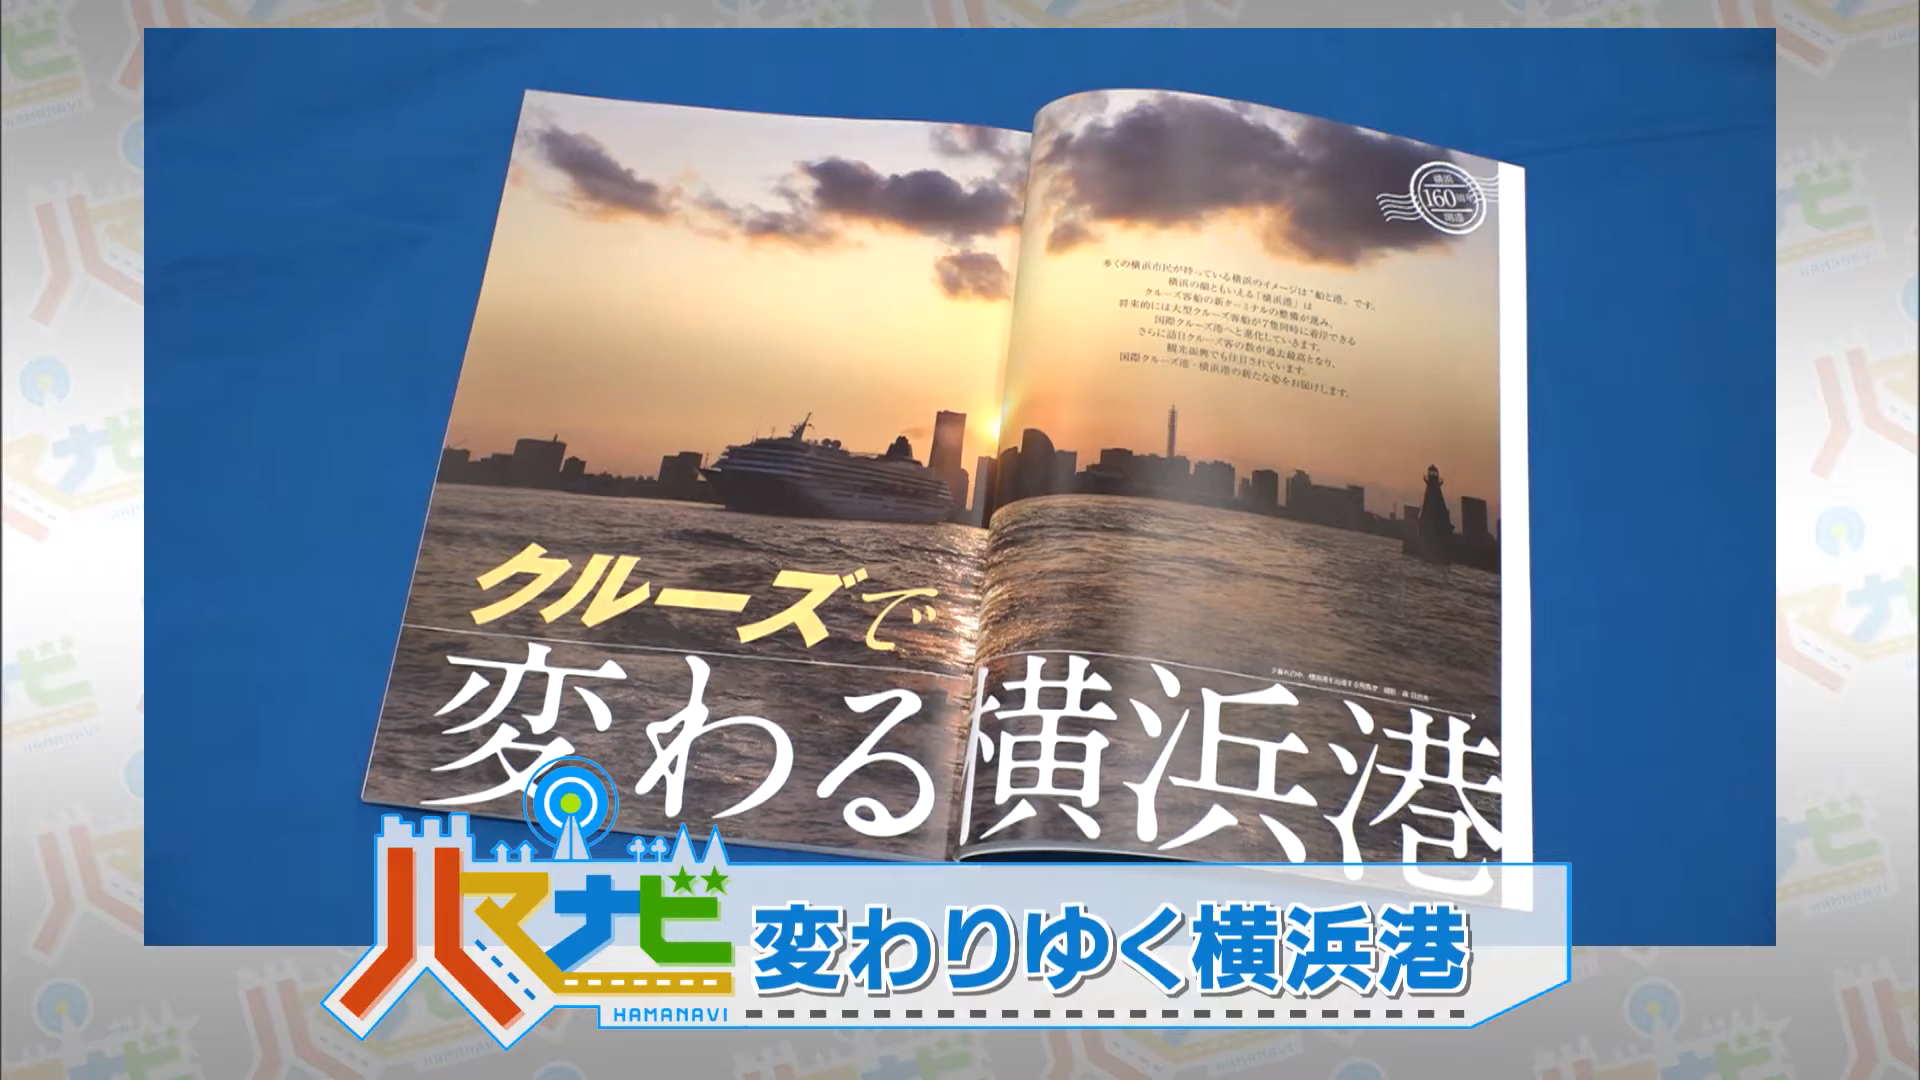 横浜
160周年
開港
多くの横浜市民が持っている横浜のイメージは“船と港”です。
横浜の顔ともいえる「横浜港」は
クルーズ客船の新ターミナルの整備が進み、
将来的には大型クルーズ客船が7隻同時に着岸できる
国際クルーズ港へと進化していきます。
さらに訪日クルーズ客の数が過去最高となり、
観光振興でも注目されています。
国際クルーズ港・横浜港の新たな姿をお届けします。
クルーズで
変わる横浜港
ハマナビ
HAMANAVI
変わりゆく横浜港